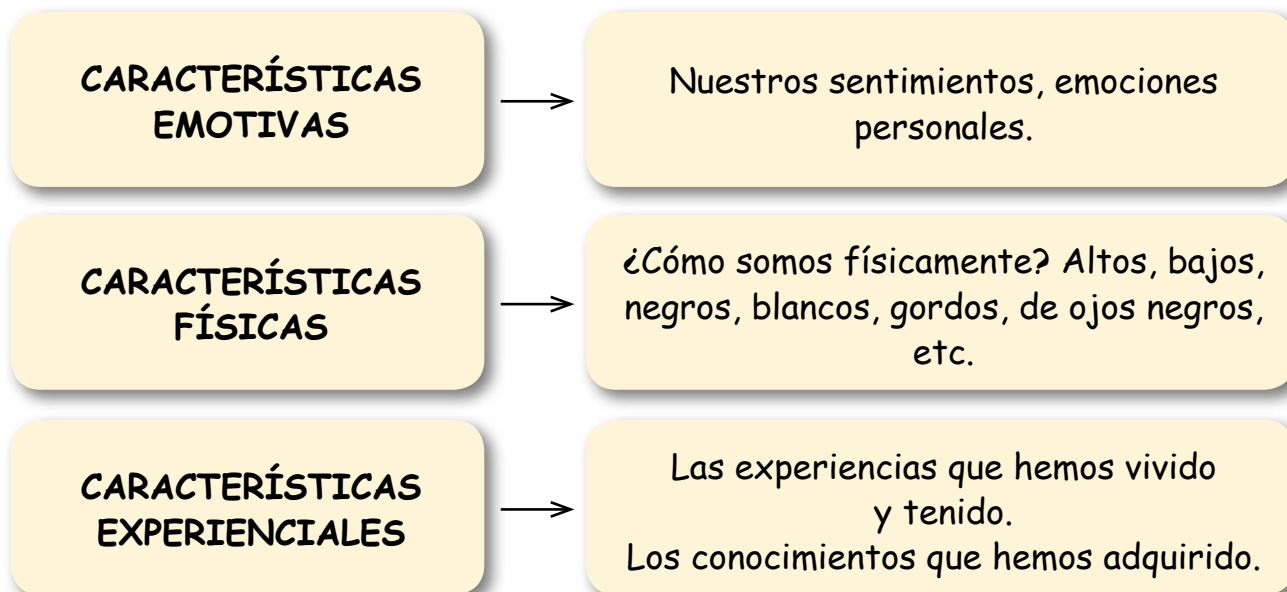 CARACTERÍSTICAS
EMOTIVAS
Nuestros sentimientos, emociones
personales.
CARACTERÍSTICAS
FÍSICAS
¿Cómo somos físicamente? Altos, bajos,
negros, blancos, gordos, de ojos negros,
etc.
CARACTERÍSTICAS
EXPERIENCIALES
Las experiencias que hemos vivido
y tenido.
Los conocimientos que hemos adquirido.